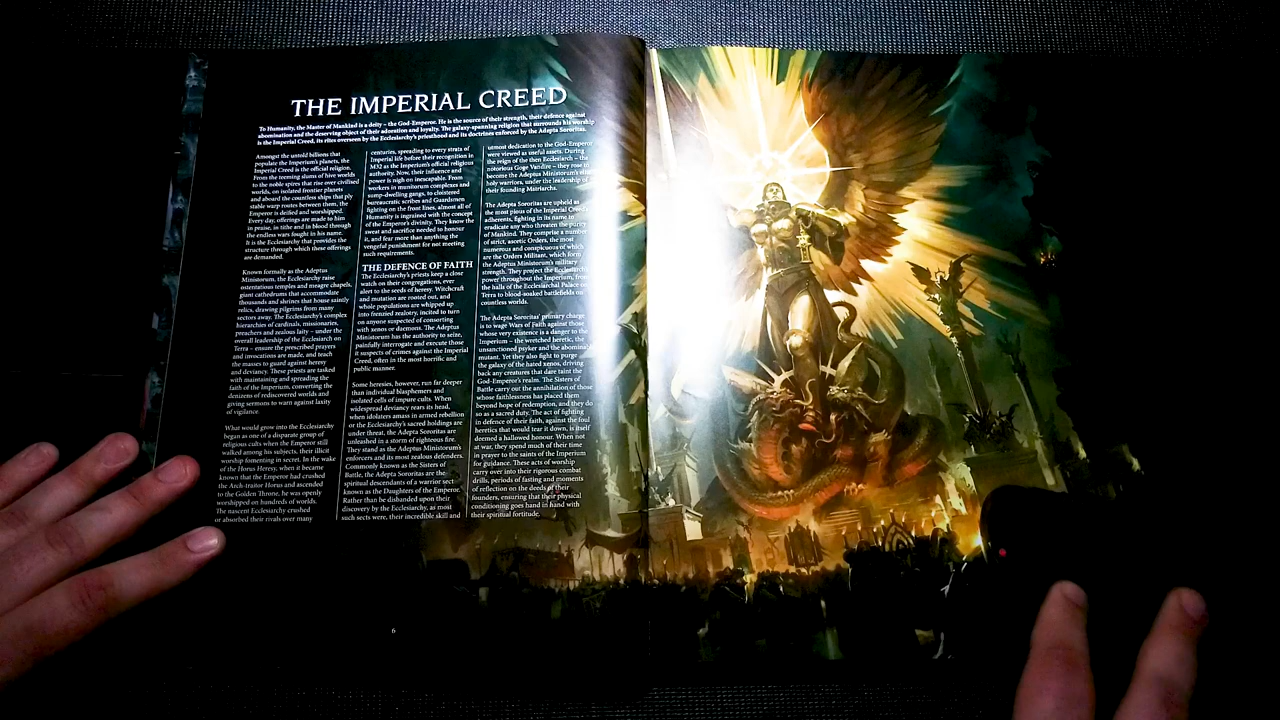 THE IMPERIAL CREED
To Humanity, the Master of Mankind is a deity – the God-Emperor. He is the source of their strength, their defence against
abomination and the deserving object of their adoration and loyalty. The galaxy-spanning religion that surrounds his worship
is the Imperial Creed, its rites overseen by the Ecclesiarchy's priesthood and its doctrines enforced by the Adepta Sororitas.
Amongst the untold billions that
populate the Imperium's planets, the
Imperial Creed is the official religion.
From the teeming slums of hive worlds
to the noble spires that rise over civilised
worlds, on isolated frontier planets
and aboard the countless ships that ply
stable warp routes between them, the
Emperor is deified and worshipped.
Every day, offerings are made to him
in praise, in tithe and in blood through
the endless wars fought in his name.
It is the Ecclesiarchy that provides the
structure through which these offerings
are demanded.
Known formally as the Adeptus
Ministorum, the Ecclesiarchy raise
ostentatious temples and meagre chapels,
giant cathedrums that accommodate
thousands and shrines that house saintly
relics, drawing pilgrims from many
sectors away. The Ecclesiarchy's complex
hierarchies of cardinals, missionaries,
preachers and zealous laity – under the
overall leadership of the Ecclesiarch on
Terra – ensure the prescribed prayers
and invocations are made, and teach
the masses to guard against heresy
and deviancy. These priests are tasked
with maintaining and spreading the
faith of the Imperium, converting the
denizens of rediscovered worlds and
giving sermons to warn against laxity
of vigilance.
What would grow into the Ecclesiarchy
began as one of a disparate group of
religious cults when the Emperor still
walked among his subjects, their illicit
worship fomenting in secret. In the wake
of the Horus Heresy, when it became
known that the Emperor had crushed
the Arch-traitor Horus and ascended
to the Golden Throne, he was openly
worshipped on hundreds of worlds.
The nascent Ecclesiarchy crushed
or absorbed their rivals over many
centuries, spreading to every strata of
Imperial life before their recognition in
M32 as the Imperium's official religious
authority. Now, their influence and
power is nigh on inescapable. From
workers in munitorum complexes and
sump-dwelling gangs, to cloistered
bureaucratic scribes and Guardsmen
fighting on the front lines, almost all of
Humanity is ingrained with the concept
of the Emperor's divinity. They know the
sweat and sacrifice needed to honour
it, and fear more than anything the
vengeful punishment for not meeting
such requirements.
THE DEFENCE OF FAITH
The Ecclesiarchy's priests keep a close
watch on their congregations, ever
alert to the seeds of heresy. Witchcraft
and mutation are rooted out, and
whole populations are whipped up
into frenzied zealotry, incited to turn
on anyone suspected of consorting
with xenos or daemons. The Adeptus
Ministorum has the authority to seize,
painfully interrogate and execute those
it suspects of crimes against the Imperial
Creed, often in the most horrific and
public manner.
Some heresies, however, run far deeper
than individual blasphemers and
isolated cells of impure cults. When
widespread deviancy rears its head,
when idolaters amass in armed rebellion
or the Ecclesiarchy's sacred holdings are
under threat, the Adepta Sororitas are
unleashed in a storm of righteous fire.
They stand as the Adeptus Ministorum's
enforcers and its most zealous defenders.
Commonly known as the Sisters of
Battle, the Adepta Sororitas are the
spiritual descendants of a warrior sect
known as the Daughters of the Emperor.
Rather than be disbanded upon their
discovery by the Ecclesiarchy, as most
such sects were, their incredible skill and
utmost dedication to the God-Emperor
were viewed as useful assets. During
the reign of the then Ecclesiarch – the
notorious Goge Vandire – they rose to
become the Adeptus Ministorum's elite
holy warriors, under the leadership of
their founding Matriarchs.
The Adepta Sororitas are upheld as
the most pious of the Imperial Creed's
adherents, fighting in its name to
eradicate any who threaten the purity
of Mankind. They comprise a number
of strict, ascetic Orders, the most
numerous and conspicuous of which
are the Orders Militant, which form
the Adeptus Ministorum's military
strength. They project the Ecclesiarchy's
power throughout the Imperium, from
the halls of the Ecclesiarchal Palace on
Terra to blood-soaked battlefields on
countless worlds.
The Adepta Sororitas' primary charge
is to wage Wars of Faith against those
whose very existence is a danger to the
Imperium – the wretched heretic, the
unsanctioned psyker and the abominable
mutant. Yet they also fight to purge
the galaxy of the hated xenos, driving
back any creatures that dare taint the
God-Emperor's realm. The Sisters of
Battle carry out the annihilation of those
whose faithlessness has placed them
beyond hope of redemption, and they do
so as a sacred duty. The act of fighting
in defence of their faith, against the foul
heretics that would tear it down, is itself
deemed a hallowed honour. When not
at war, they spend much of their time
in prayer to the saints of the Imperium
for guidance. These acts of worship
carry over into their rigorous combat
drills, periods of fasting and moments
of reflection on the deeds of their
founders, ensuring that their physical
conditioning goes hand in hand with
their spiritual fortitude.
6